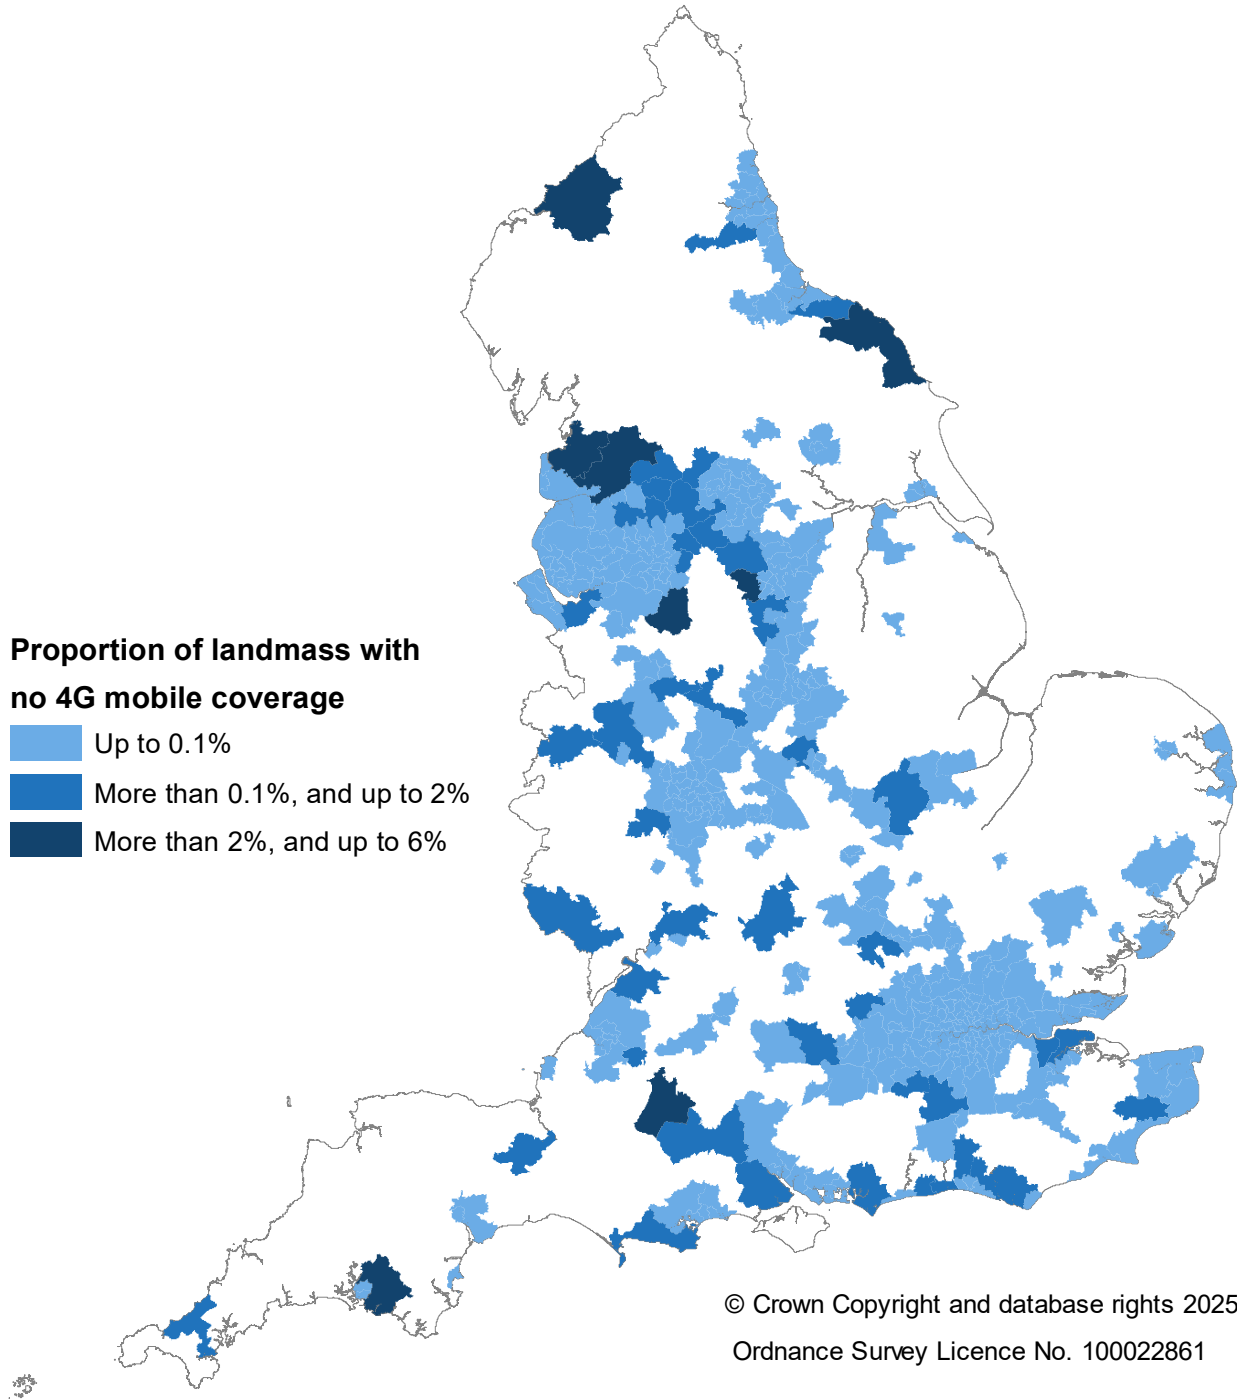 Proportion of landmass with
no 4G mobile coverage
Up to 0.1%
More than 0.1%, and up to 2%
More than 2%, and up to 6%
© Crown Copyright and database rights 2025
Ordnance Survey Licence No. 100022861